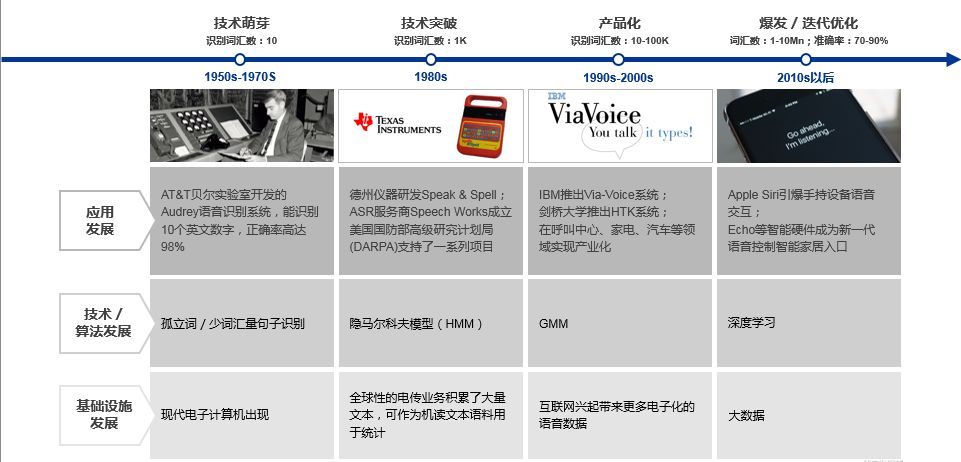 技术萌芽
识别词汇数：10
技术突破
识别词汇数：1K
产品化
识别词汇数：10-100K
爆发 / 迭代优化
词汇数：1-10Mn；准确率：70-90%
1950s-1970S
1980s
1990s-2000s
2010s以后
TEXAS
INSTRUMENTS
IBM
ViaVoice
You talk it types!
Go ahead,
I'm listening...
应用
发展
AT&T贝尔实验室开发的
Audrey语音识别系统，能识别
10个英文数字，正确率高达
98%
德州仪器研发Speak & Spell；
ASR服务商Speech Works成立
美国国防部高级研究计划局
(DARPA)支持了一系列项目
IBM推出Via-Voice系统；
剑桥大学推出HTK系统；
在呼叫中心、家电、汽车等领
域实现产业化
Apple Siri引爆手持设备语音
交互；
Echo等智能硬件成为新一代
语音控制智能家居入口
技术 /
算法发展
孤立词 / 少词汇量句子识别
隐马尔科夫模型（HMM）
GMM
深度学习
基础设施
发展
现代电子计算机出现
全球性的电传业务积累了大量
文本，可作为机读文本语料用
于统计
互联网兴起带来更多电子化的
语音数据
大数据